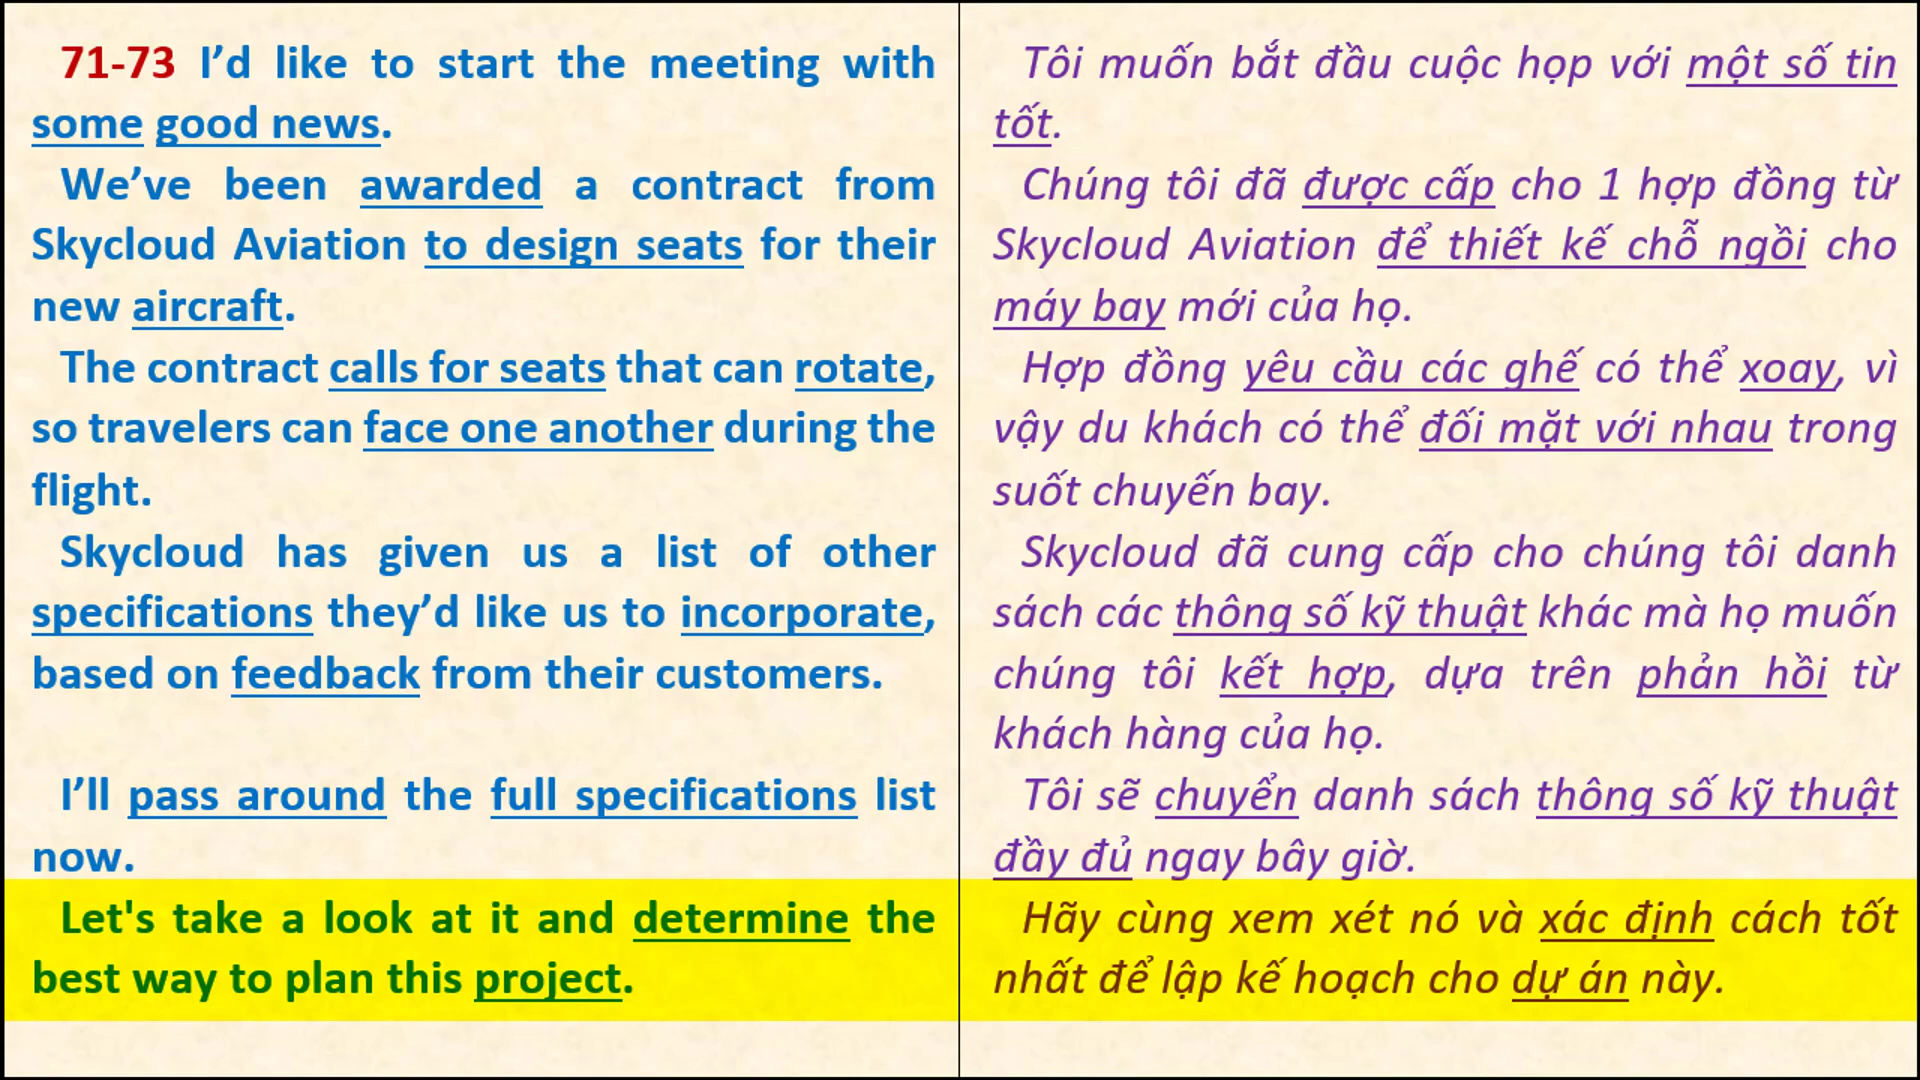 71-73 I’d like to start the meeting with
some good news.
We’ve been awarded a contract from
Skycloud Aviation to design seats for their
new aircraft.
The contract calls for seats that can rotate,
so travelers can face one another during the
flight.
Skycloud has given us a list of other
specifications they’d like us to incorporate,
based on feedback from their customers.
I’ll pass around the full specifications list
now.
Let's take a look at it and determine the
best way to plan this project.
Tôi muốn bắt đầu cuộc họp với một số tin
tốt.
Chúng tôi đã được cấp cho 1 hợp đồng từ
Skycloud Aviation để thiết kế chỗ ngồi cho
máy bay mới của họ.
Hợp đồng yêu cầu các ghế có thể xoay, vì
vậy du khách có thể đối mặt với nhau trong
suốt chuyến bay.
Skycloud đã cung cấp cho chúng tôi danh
sách các thông số kỹ thuật khác mà họ muốn
chúng tôi kết hợp, dựa trên phản hồi từ
khách hàng của họ.
Tôi sẽ chuyển danh sách thông số kỹ thuật
đầy đủ ngay bây giờ.
Hãy cùng xem xét nó và xác định cách tốt
nhất để lập kế hoạch cho dự án này.